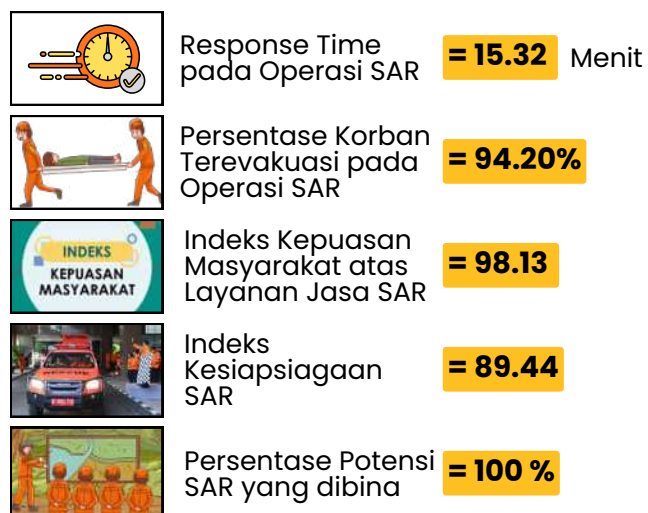 Response Time
pada Operasi SAR
= 15.32 Menit
Persentase Korban
Terevakuasi pada
Operasi SAR
= 94.20%
INDEKS
KEPUASAN
MASYARAKAT
Indeks Kepuasan
Masyarakat atas
Layanan Jasa SAR
= 98.13
Indeks
Kesiapsiagaan
SAR
= 89.44
Persentase Potensi
SAR yang dibina
= 100 %